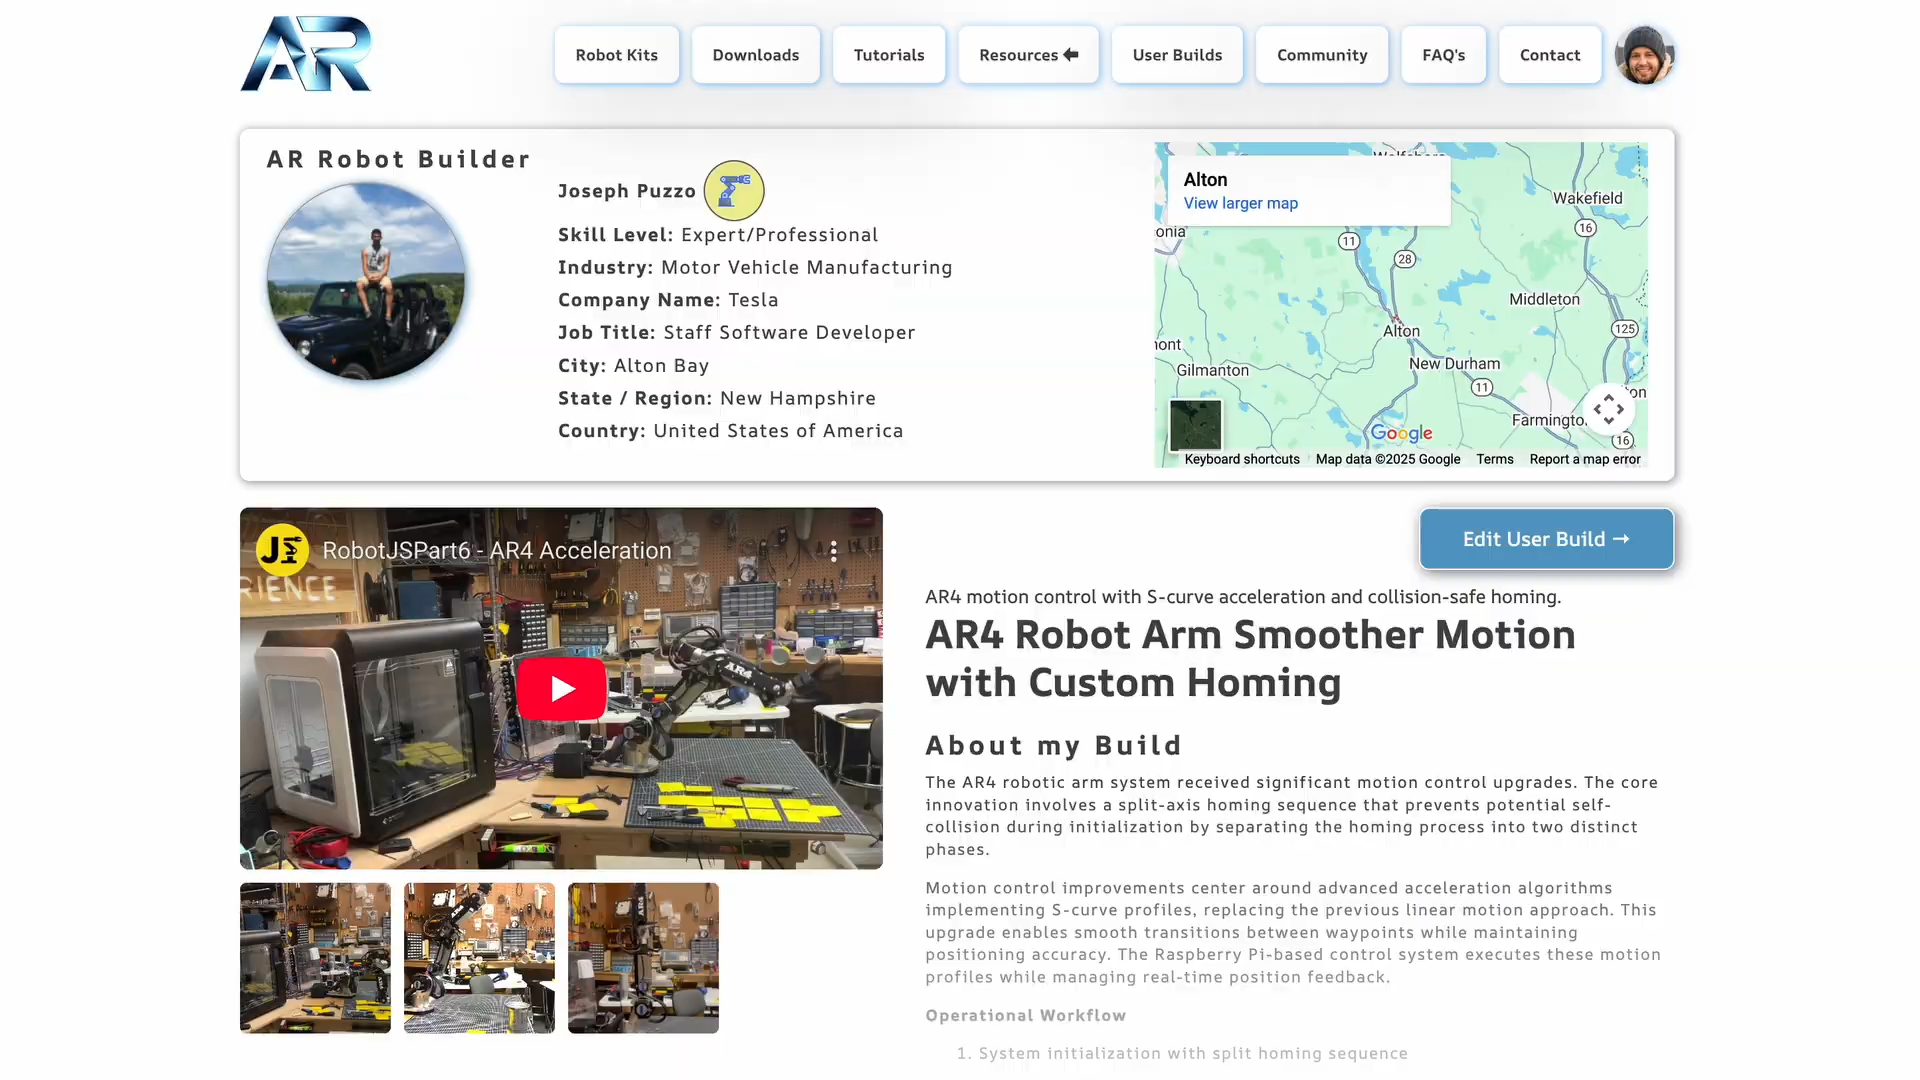 AR
Robot Kits
Downloads
Tutorials
Resources
User Builds
Community
FAQ's
Contact
AR Robot Builder
Joseph Puzzo
Skill Level: Expert/Professional
Industry: Motor Vehicle Manufacturing
Company Name: Tesla
Job Title: Staff Software Developer
City: Alton Bay
State / Region: New Hampshire
Country: United States of America
Alton
View larger map
Wakefield
16
11
28
Middleton
125
Alton
New Durham
Gilmanton
11
16
Google
Keyboard shortcuts
Map data ©2025 Google
Terms
Report a map error
RobotJSPart6 - AR4 Acceleration
AR4
Edit User Build →
AR4 motion control with S-curve acceleration and collision-safe homing.
AR4 Robot Arm Smoother Motion
with Custom Homing
About my Build
The AR4 robotic arm system received significant motion control upgrades. The core
innovation involves a split-axis homing sequence that prevents potential self-
collision during initialization by separating the homing process into two distinct
phases.
Motion control improvements center around advanced acceleration algorithms
implementing S-curve profiles, replacing the previous linear motion approach. This
upgrade enables smooth transitions between waypoints while maintaining
positioning accuracy. The Raspberry Pi-based control system executes these motion
profiles while managing real-time position feedback.
Operational Workflow
1. System initialization with split homing sequence